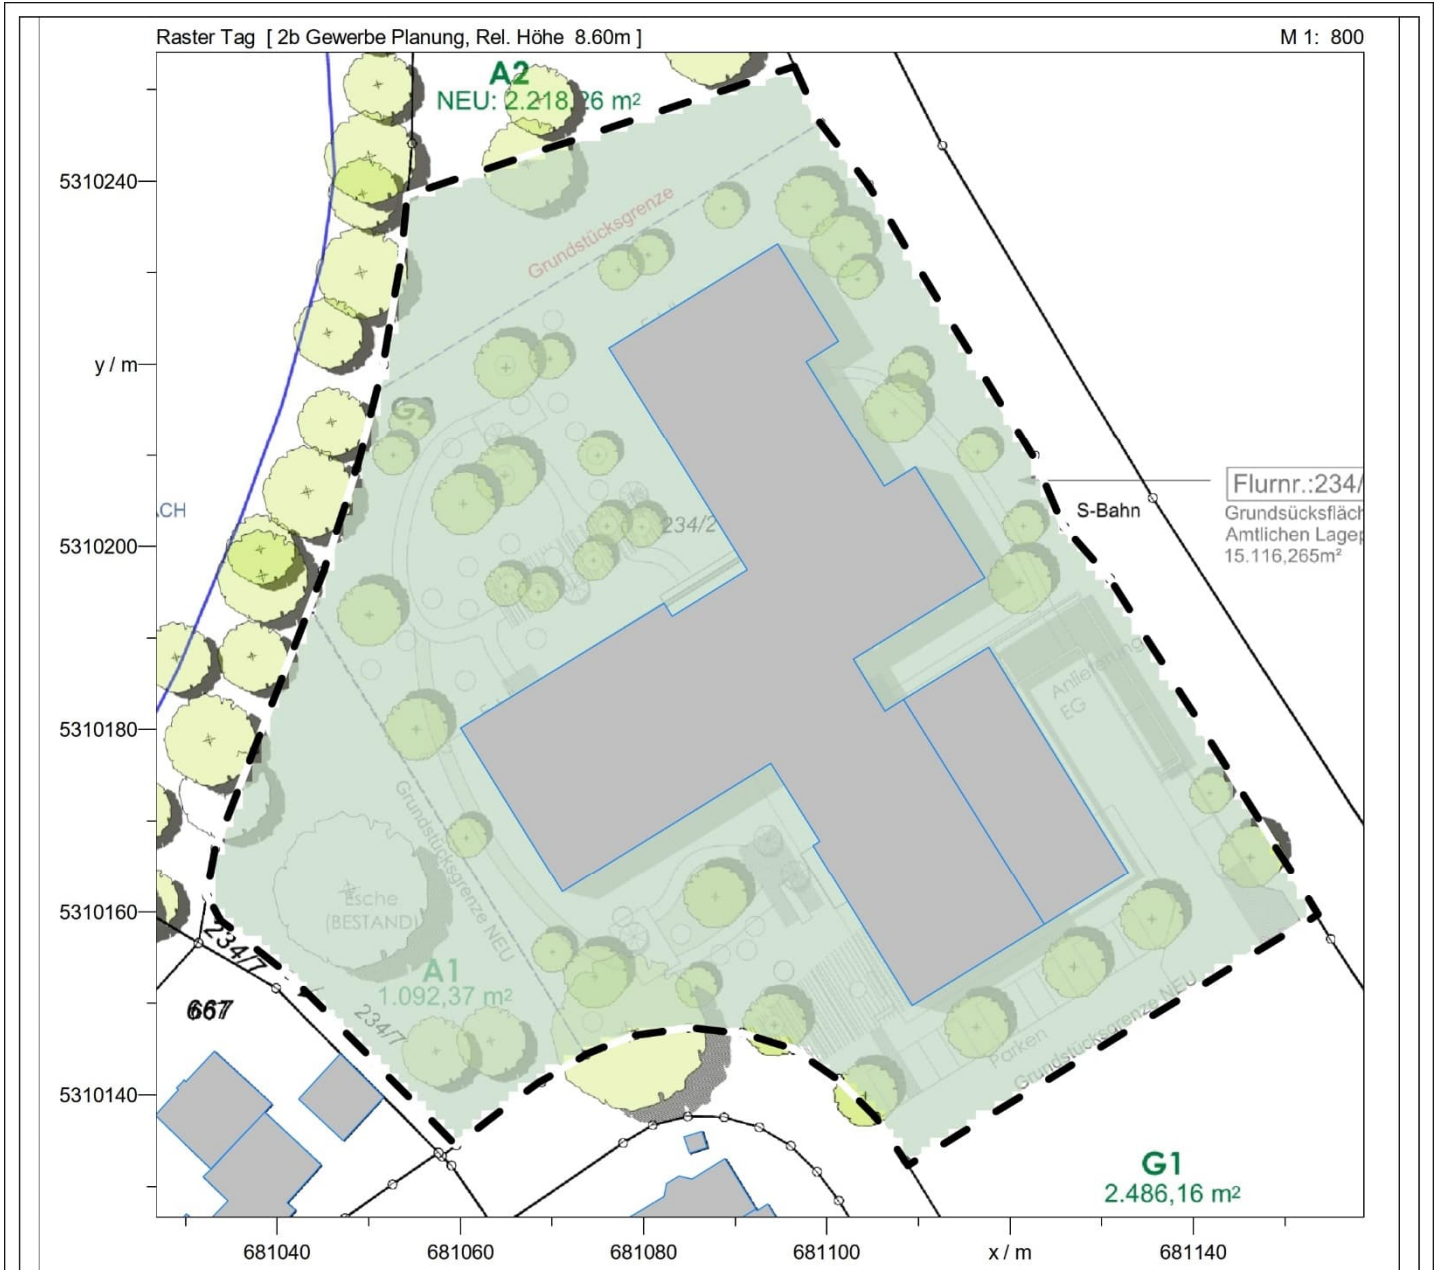 Raster Tag [ 2b Gewerbe Planung, Rel. Höhe 8.60m ]
M 1: 800
A2
NEU: 2.218,26 m²
5310240
Grundstücksgrenze
y / m
G2
Flurnr.:234/
Grundsücksfläch
Amtlichen Lagep
15.116,265m²
ACH
S-Bahn
234/2
5310200
Anlieferung
EG
5310180
Grundstücksgrenze NEU
Esche
(BESTAND)
5310160
234/7
A1
1.092,37 m²
234/7
667
Parken
Grundstücksgrenze NEU
5310140
G1
2.486,16 m²
681040
681060
681080
681100
x / m
681140